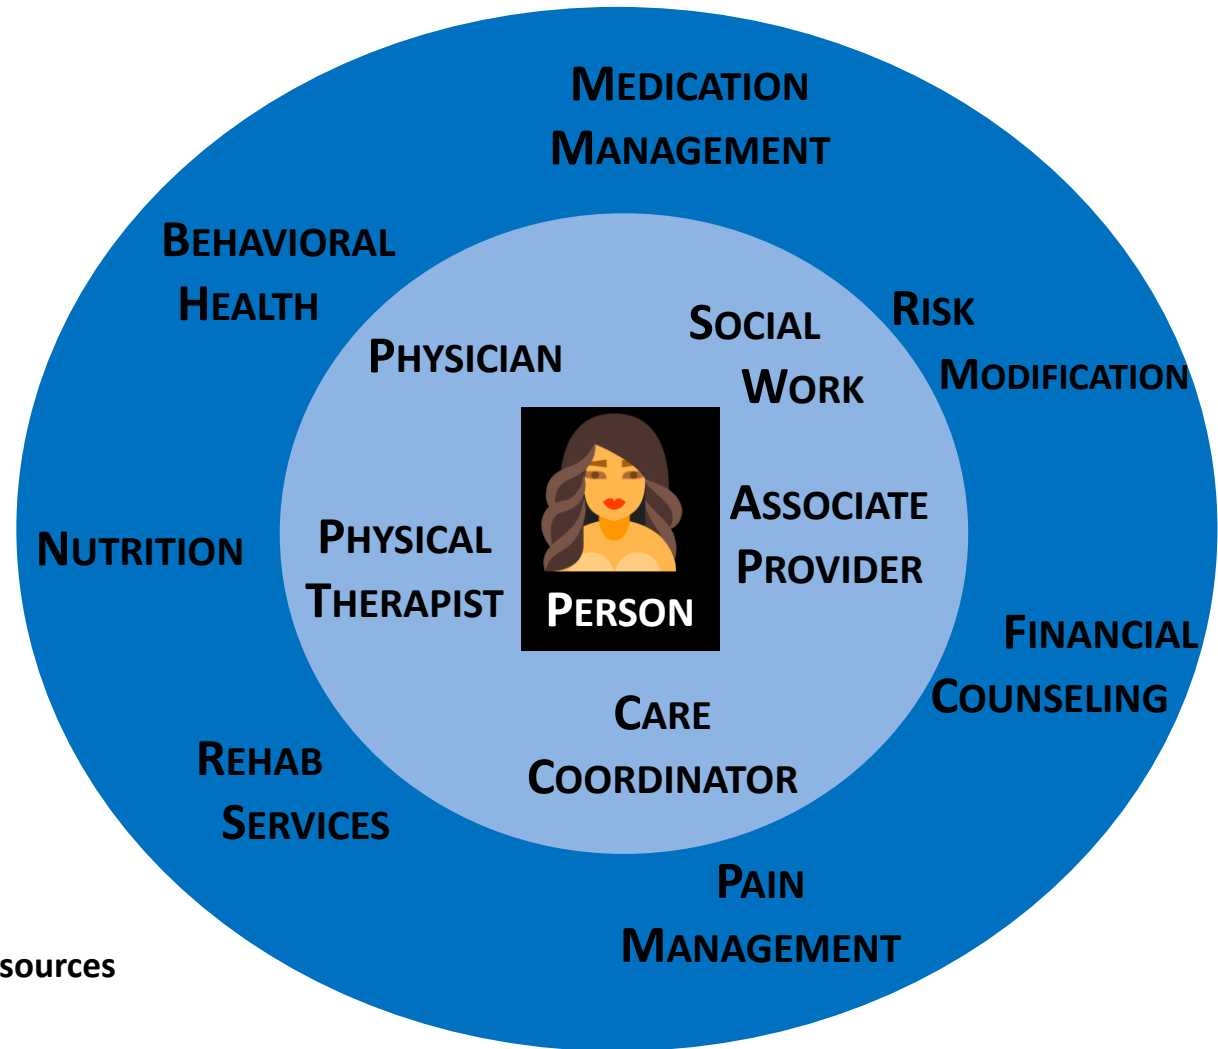 MEDICATION
MANAGEMENT
BEHAVIORAL
HEALTH
PHYSICIAN
SOCIAL
WORK
RISK
MODIFICATION
NUTRITION
PHYSICAL
THERAPIST
PERSON
ASSOCIATE
PROVIDER
FINANCIAL
COUNSELING
CARE
COORDINATOR
REHAB
SERVICES
PAIN
MANAGEMENT
sources